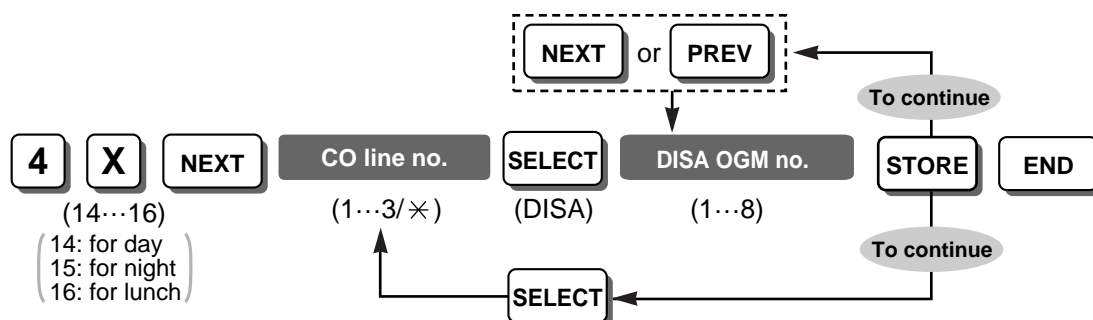 NEXT or PREV
To continue
4 X NEXT CO line no. SELECT DISA OGM no. STORE END
(14···16) (1···3/✳) (DISA) (1···8)
14: for day
15: for night
16: for lunch
To continue
SELECT